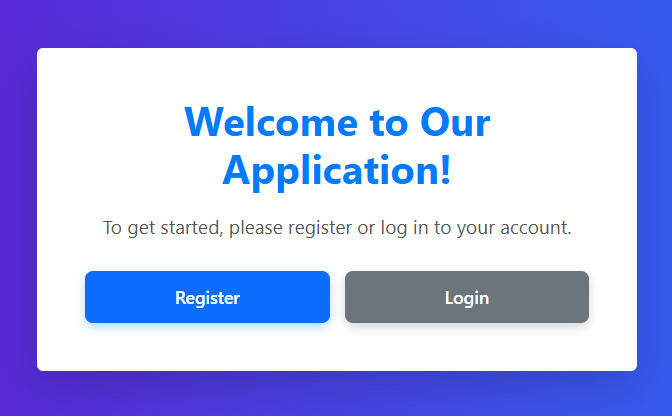 Welcome to Our
Application!
To get started, please register or log in to your account.
Register
Login